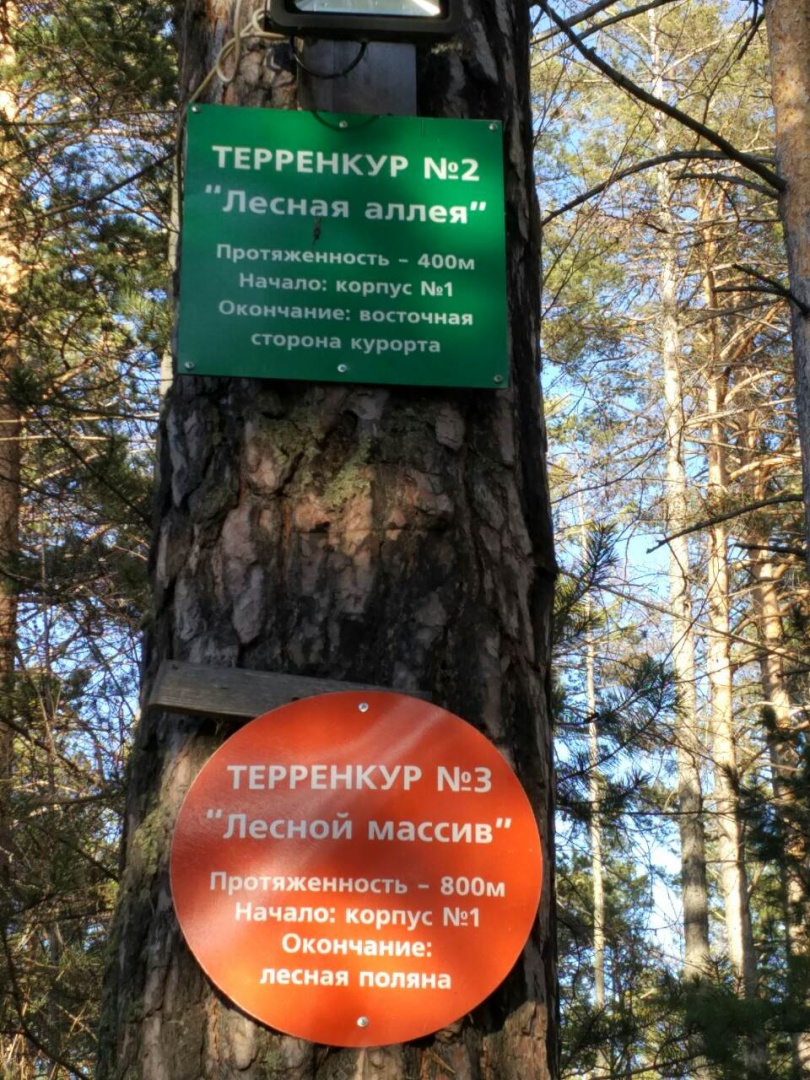 ТЕРРЕНКУР №2
"Лесная аллея"
Протяженность - 400м
Начало: корпус №1
Окончание: восточная
сторона курорта
ТЕРРЕНКУР №3
"Лесной массив"
Протяженность - 800м
Начало: корпус №1
Окончание:
лесная поляна